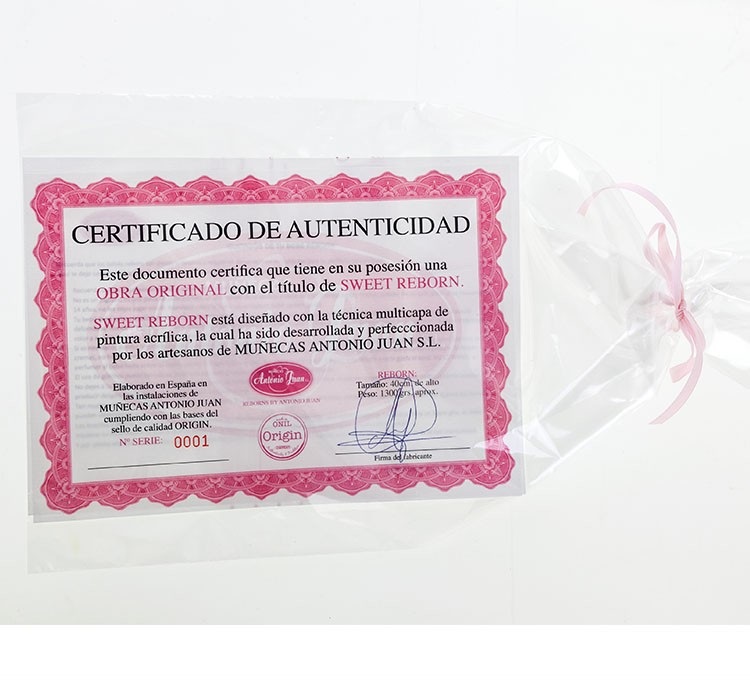 CERTIFICADO DE AUTENTICIDAD
Este documento certifica que tiene en su posesión una
OBRA ORIGINAL con el título de SWEET REBORN.
SWEET REBORN está diseñado con la técnica multicapa de
pintura acrílica, la cual ha sido desarrollada y perfecccionada
por los artesanos de MUÑECAS ANTONIO JUAN S.L.
Elaborado en España en
las instalaciones de
MUÑECAS ANTONIO JUAN
cumpliendo con las bases del
sello de calidad ORIGIN.
Nº SERIE: 0001
Antonio Juan
REBORNS BY ANTONIO JUAN
ONIL
Origin
REBORN:
Tamaño: 40cm. de alto
Peso: 1300grs. aprox.
Firma del fabricante